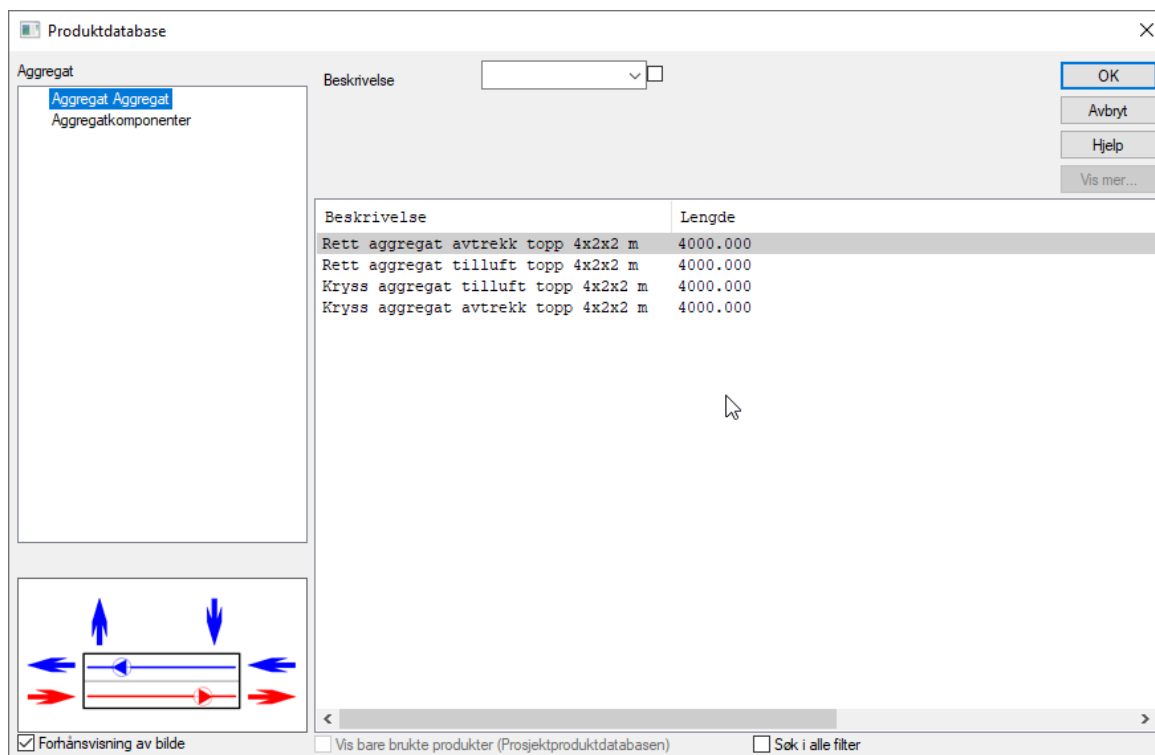 Produktdatabase
Aggregat
Aggregat Aggregat
Aggregatkomponenter
Beskrivelse
OK
Avbryt
Hjelp
Vis mer...
Beskrivelse Lengde
Rett aggregat avtrekk topp 4x2x2 m 4000.000
Rett aggregat tilluft topp 4x2x2 m 4000.000
Kryss aggregat tilluft topp 4x2x2 m 4000.000
Kryss aggregat avtrekk topp 4x2x2 m 4000.000
Forhånsvisning av bilde
Vis bare brukte produkter (Prosjektproduktdatabasen)
Søk i alle filter